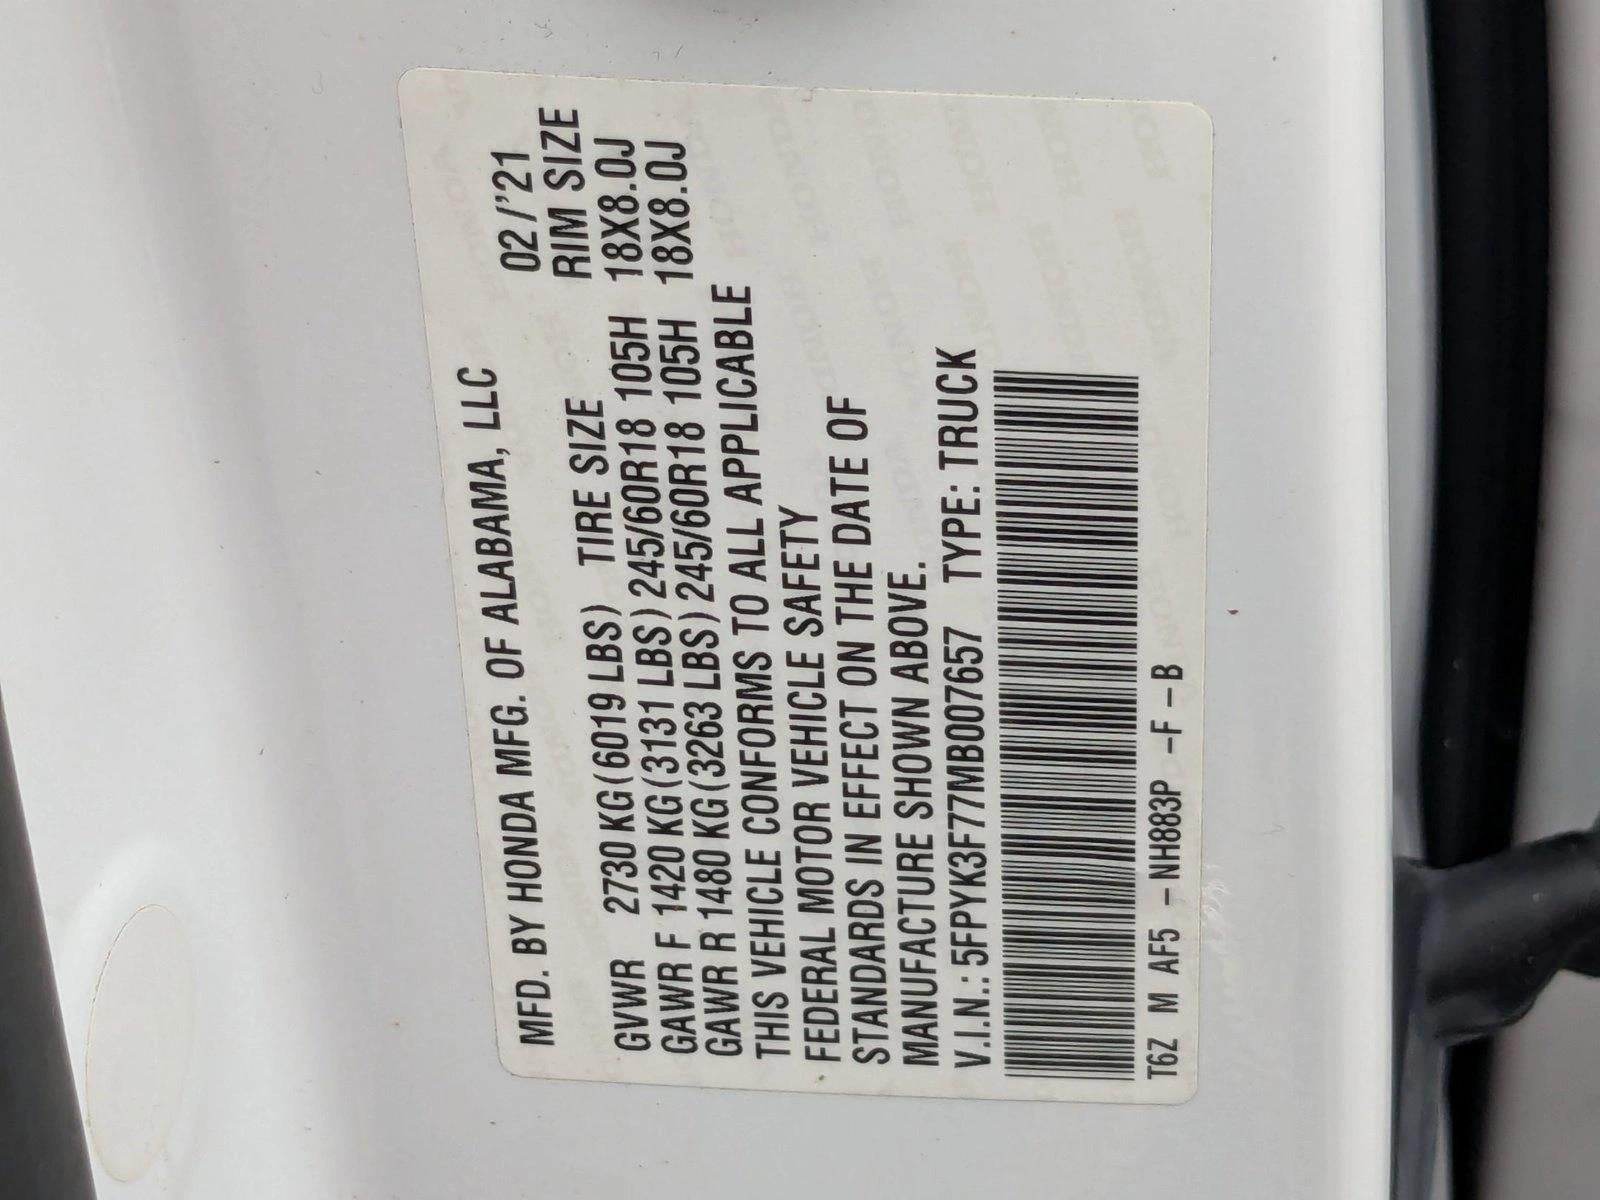 MFD. BY HONDA MFG. OF ALABAMA, LLC 02/'21
TIRE SIZE RIM SIZE
GVWR 2730 KG(6019 LBS)
GAWR F 1420 KG(3131 LBS) 245/60R18 105H 18X8.0J
GAWR R 1480 KG(3263 LBS) 245/60R18 105H 18X8.0J
THIS VEHICLE CONFORMS TO ALL APPLICABLE
FEDERAL MOTOR VEHICLE SAFETY
STANDARDS IN EFFECT ON THE DATE OF
MANUFACTURE SHOWN ABOVE.
V.I.N.: 5FPYK3F77MB007657 TYPE: TRUCK
T6Z M AF5 - NH883P - F - B